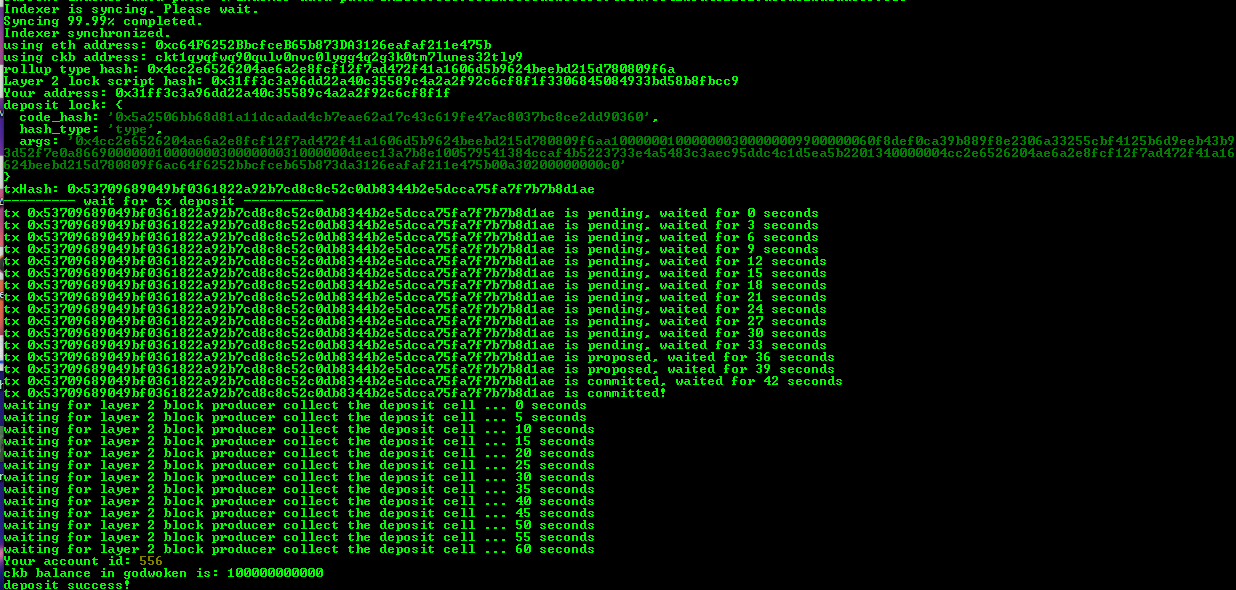 Indexer is syncing. Please wait.
Syncing 99.99% completed.
Indexer synchronized.
using eth address: 0xc64F6252BbcfceB65b873DA3126eafaf211e475b
using ckb address: ckt1qyqfwq90qulv0nvc0lygg4q2g3k0tm7lunes32tly9
rollup type hash: 0x4cc2e6526204ae6a2e8fcf12f7ad472f41a1606d5b9624beebd215d780809f6a
Layer 2 lock script hash: 0x31ff3c3a96dd22a40c35589c4a2a2f92c6cf8f1f3306845084933bd58b8fbcc9
Your address: 0x31ff3c3a96dd22a40c35589c4a2a2f92c6cf8f1f
deposit lock: {
code_hash: '0x5a2506bb68d81a11dcadad4cb7eae62a17c43c619fe47ac8037bc8ce2dd90360',
hash_type: 'type',
args: '0x4cc2e6526204ae6a2e8fcf12f7ad472f41a1606d5b9624beebd215d780809f6aa10000001000000030000000990000006​0f8def0ca39b889f8e2306a33255cbf4125b6d9eeb43b9
3d52f7e0a86690000001000000030000000310000000deec13a7b8e100579541384ccaf4b5223733e4a5483c3aec95ddc4c1d5ea5b2201340000004cc2e6526204ae6a2e8fcf12f7ad472f41a16
624beebd215d780809f6ac64f6252bbcfceb65b873da3126eafaf211e475b00a3020000000c0'
}
txHash: 0x53709689049bf0361822a92b7cd8c8c52c0db8344b2e5dcca75fa7f7b7b8d1ae
--------- wait for tx deposit ----------
tx 0x53709689049bf0361822a92b7cd8c8c52c0db8344b2e5dcca75fa7f7b7b8d1ae is pending, waited for 0 seconds
tx 0x53709689049bf0361822a92b7cd8c8c52c0db8344b2e5dcca75fa7f7b7b8d1ae is pending, waited for 3 seconds
tx 0x53709689049bf0361822a92b7cd8c8c52c0db8344b2e5dcca75fa7f7b7b8d1ae is pending, waited for 6 seconds
tx 0x53709689049bf0361822a92b7cd8c8c52c0db8344b2e5dcca75fa7f7b7b8d1ae is pending, waited for 9 seconds
tx 0x53709689049bf0361822a92b7cd8c8c52c0db8344b2e5dcca75fa7f7b7b8d1ae is pending, waited for 12 seconds
tx 0x53709689049bf0361822a92b7cd8c8c52c0db8344b2e5dcca75fa7f7b7b8d1ae is pending, waited for 15 seconds
tx 0x53709689049bf0361822a92b7cd8c8c52c0db8344b2e5dcca75fa7f7b7b8d1ae is pending, waited for 18 seconds
tx 0x53709689049bf0361822a92b7cd8c8c52c0db8344b2e5dcca75fa7f7b7b8d1ae is pending, waited for 21 seconds
tx 0x53709689049bf0361822a92b7cd8c8c52c0db8344b2e5dcca75fa7f7b7b8d1ae is pending, waited for 24 seconds
tx 0x53709689049bf0361822a92b7cd8c8c52c0db8344b2e5dcca75fa7f7b7b8d1ae is pending, waited for 27 seconds
tx 0x53709689049bf0361822a92b7cd8c8c52c0db8344b2e5dcca75fa7f7b7b8d1ae is pending, waited for 30 seconds
tx 0x53709689049bf0361822a92b7cd8c8c52c0db8344b2e5dcca75fa7f7b7b8d1ae is pending, waited for 33 seconds
tx 0x53709689049bf0361822a92b7cd8c8c52c0db8344b2e5dcca75fa7f7b7b8d1ae is proposed, waited for 36 seconds
tx 0x53709689049bf0361822a92b7cd8c8c52c0db8344b2e5dcca75fa7f7b7b8d1ae is proposed, waited for 39 seconds
tx 0x53709689049bf0361822a92b7cd8c8c52c0db8344b2e5dcca75fa7f7b7b8d1ae is committed, waited for 42 seconds
tx 0x53709689049bf0361822a92b7cd8c8c52c0db8344b2e5dcca75fa7f7b7b8d1ae is committed!
waiting for layer 2 block producer collect the deposit cell ... 0 seconds
waiting for layer 2 block producer collect the deposit cell ... 5 seconds
waiting for layer 2 block producer collect the deposit cell ... 10 seconds
waiting for layer 2 block producer collect the deposit cell ... 15 seconds
waiting for layer 2 block producer collect the deposit cell ... 20 seconds
waiting for layer 2 block producer collect the deposit cell ... 25 seconds
waiting for layer 2 block producer collect the deposit cell ... 30 seconds
waiting for layer 2 block producer collect the deposit cell ... 35 seconds
waiting for layer 2 block producer collect the deposit cell ... 40 seconds
waiting for layer 2 block producer collect the deposit cell ... 45 seconds
waiting for layer 2 block producer collect the deposit cell ... 50 seconds
waiting for layer 2 block producer collect the deposit cell ... 55 seconds
waiting for layer 2 block producer collect the deposit cell ... 60 seconds
Your account id: 556
ckb balance in godwoken is: 100000000000
deposit success!